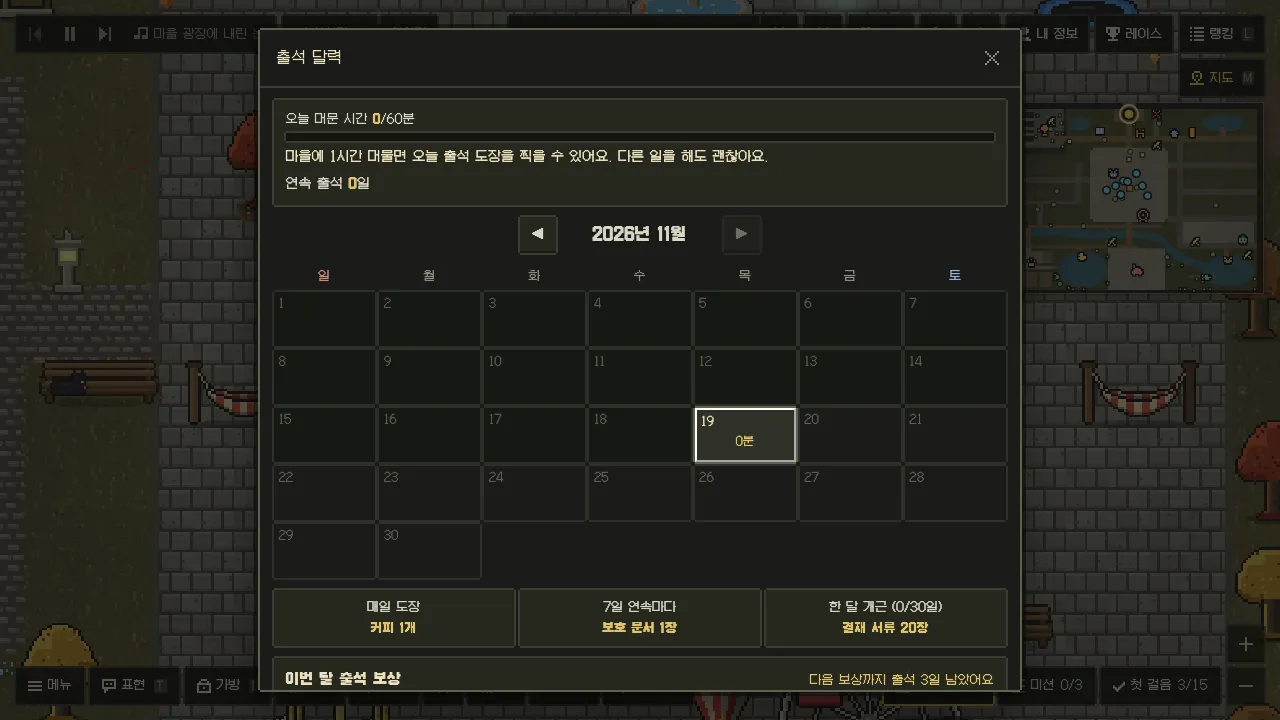 마을 광장에 내린
내 정보
레이스
랭킹 L
지도 M
출석 달력
오늘 머문 시간 0/60분
마을에 1시간 머물면 오늘 출석 도장을 찍을 수 있어요. 다른 일을 해도 괜찮아요.
연속 출석 0일
◀ 2026년 11월 ▶
일 월 화 수 목 금 토
1 2 3 4 5 6 7
8 9 10 11 12 13 14
15 16 17 18 19 20 21
0분
22 23 24 25 26 27 28
29 30
매일 도장
커피 1개
7일 연속마다
보호 문서 1장
한 달 개근 (0/30일)
결재 서류 20장
이번 달 출석 보상
다음 보상까지 출석 3일 남았어요
메뉴
표현 T
가방
미션 0/3
첫 걸음 3/15